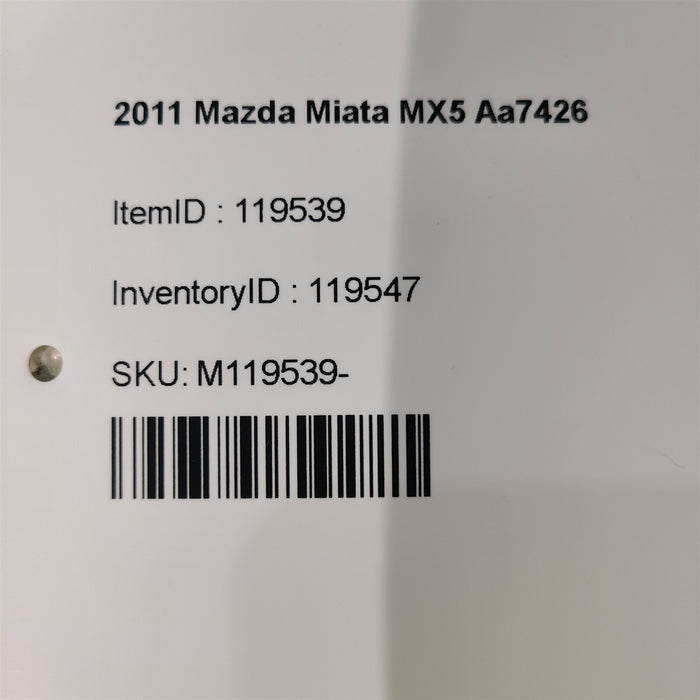 2011 Mazda Miata MX5 Aa7426
ItemID : 119539
InventoryID : 119547
SKU: M119539-